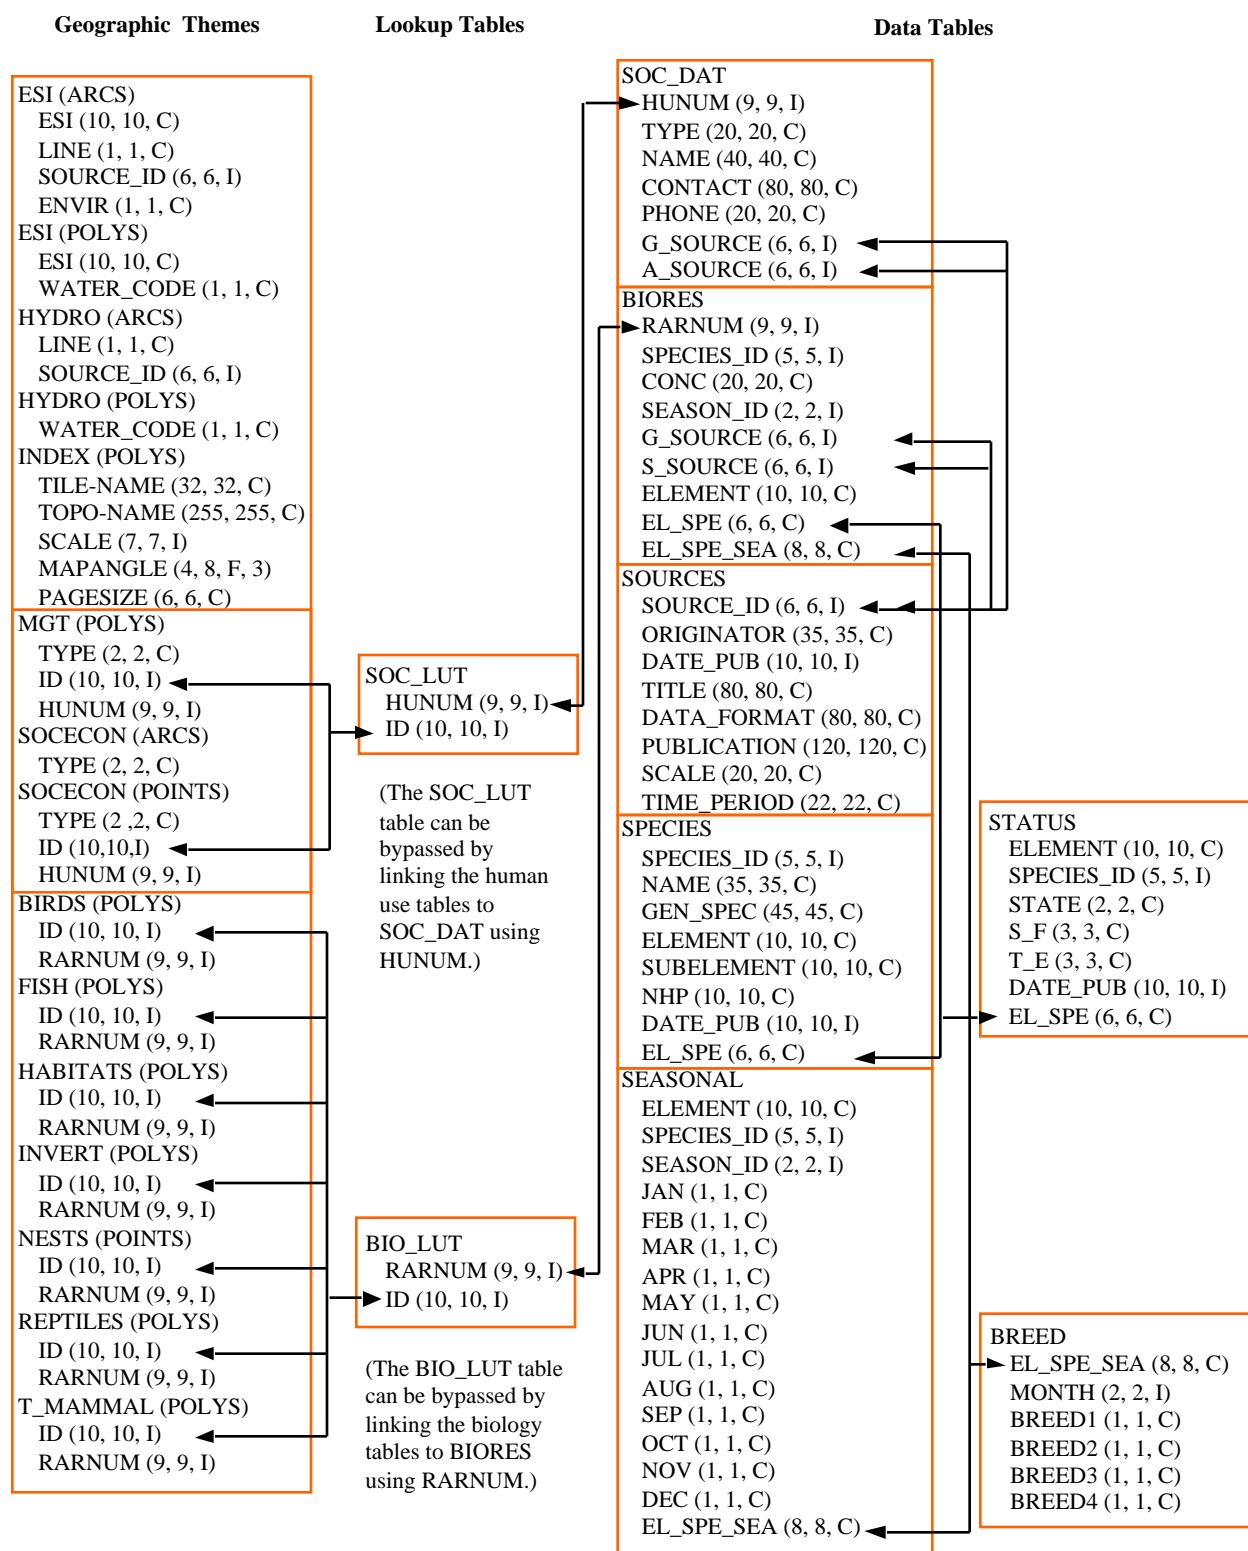 Geographic  Themes
Lookup Tables
Data Tables
ESI (ARCS)
ESI (10, 10, C)
LINE (1, 1, C)
SOURCE_ID (6, 6, I)
ENVIR (1, 1, C)
ESI (POLYS)
ESI (10, 10, C)
WATER_CODE (1, 1, C)
HYDRO (ARCS)
LINE (1, 1, C)
SOURCE_ID (6, 6, I)
HYDRO (POLYS)
WATER_CODE (1, 1, C)
INDEX (POLYS)
TILE-NAME (32, 32, C)
TOPO-NAME (255, 255, C)
SCALE (7, 7, I)
MAPANGLE (4, 8, F, 3)
PAGESIZE (6, 6, C)
MGT (POLYS)
TYPE (2, 2, C)
ID (10, 10, I)
HUNUM (9, 9, I)
SOCECON (ARCS)
TYPE (2, 2, C)
SOCECON (POINTS)
TYPE (2 ,2, C)
ID (10,10,I)
HUNUM (9, 9, I)
BIRDS (POLYS)
ID (10, 10, I)
RARNUM (9, 9, I)
FISH (POLYS)
ID (10, 10, I)
RARNUM (9, 9, I)
HABITATS (POLYS)
ID (10, 10, I)
RARNUM (9, 9, I)
INVERT (POLYS)
ID (10, 10, I)
RARNUM (9, 9, I)
NESTS (POINTS)
ID (10, 10, I)
RARNUM (9, 9, I)
REPTILES (POLYS)
ID (10, 10, I)
RARNUM (9, 9, I)
T_MAMMAL (POLYS)
ID (10, 10, I)
RARNUM (9, 9, I)
SOC_LUT
HUNUM (9, 9, I)
ID (10, 10, I)
(The SOC_LUT
table can be
bypassed by
linking the human
use tables to
SOC_DAT using
HUNUM.)
BIO_LUT
RARNUM (9, 9, I)
ID (10, 10, I)
(The BIO_LUT table
can be bypassed by
linking the biology
tables to BIORES
using RARNUM.)
SOC_DAT
HUNUM (9, 9, I)
TYPE (20, 20, C)
NAME (40, 40, C)
CONTACT (80, 80, C)
PHONE (20, 20, C)
G_SOURCE (6, 6, I)
A_SOURCE (6, 6, I)
BIORES
RARNUM (9, 9, I)
SPECIES_ID (5, 5, I)
CONC (20, 20, C)
SEASON_ID (2, 2, I)
G_SOURCE (6, 6, I)
S_SOURCE (6, 6, I)
ELEMENT (10, 10, C)
EL_SPE (6, 6, C)
EL_SPE_SEA (8, 8, C)
SOURCES
SOURCE_ID (6, 6, I)
ORIGINATOR (35, 35, C)
DATE_PUB (10, 10, I)
TITLE (80, 80, C)
DATA_FORMAT (80, 80, C)
PUBLICATION (120, 120, C)
SCALE (20, 20, C)
TIME_PERIOD (22, 22, C)
SPECIES
SPECIES_ID (5, 5, I)
NAME (35, 35, C)
GEN_SPEC (45, 45, C)
ELEMENT (10, 10, C)
SUBELEMENT (10, 10, C)
NHP (10, 10, C)
DATE_PUB (10, 10, I)
EL_SPE (6, 6, C)
SEASONAL
ELEMENT (10, 10, C)
SPECIES_ID (5, 5, I)
SEASON_ID (2, 2, I)
JAN (1, 1, C)
FEB (1, 1, C)
MAR (1, 1, C)
APR (1, 1, C)
MAY (1, 1, C)
JUN (1, 1, C)
JUL (1, 1, C)
AUG (1, 1, C)
SEP (1, 1, C)
OCT (1, 1, C)
NOV (1, 1, C)
DEC (1, 1, C)
EL_SPE_SEA (8, 8, C)
STATUS
ELEMENT (10, 10, C)
SPECIES_ID (5, 5, I)
STATE (2, 2, C)
S_F (3, 3, C)
T_E (3, 3, C)
DATE_PUB (10, 10, I)
EL_SPE (6, 6, C)
BREED
EL_SPE_SEA (8, 8, C)
MONTH (2, 2, I)
BREED1 (1, 1, C)
BREED2 (1, 1, C)
BREED3 (1, 1, C)
BREED4 (1, 1, C)